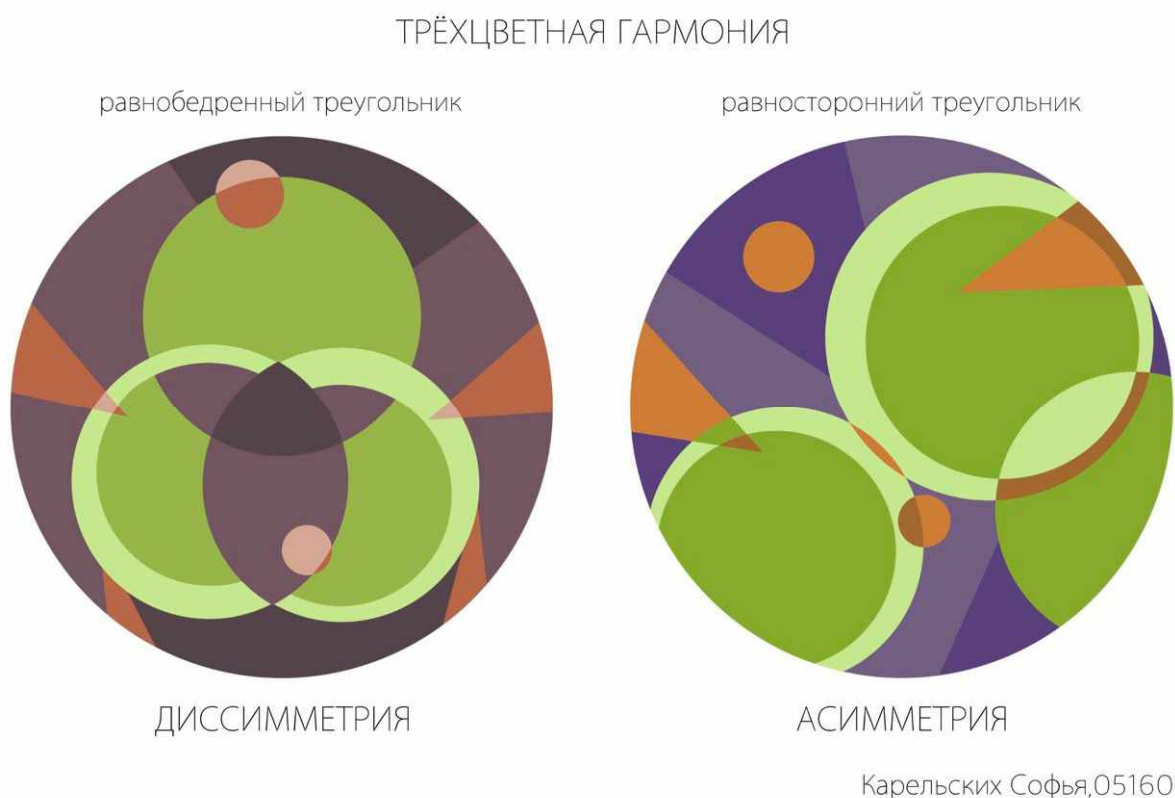 ТРЁХЦВЕТНАЯ ГАРМОНИЯ
равнобедренный треугольник
равносторонний треугольник
ДИССИММЕТРИЯ
АСИММЕТРИЯ
Карельских Софья,05160